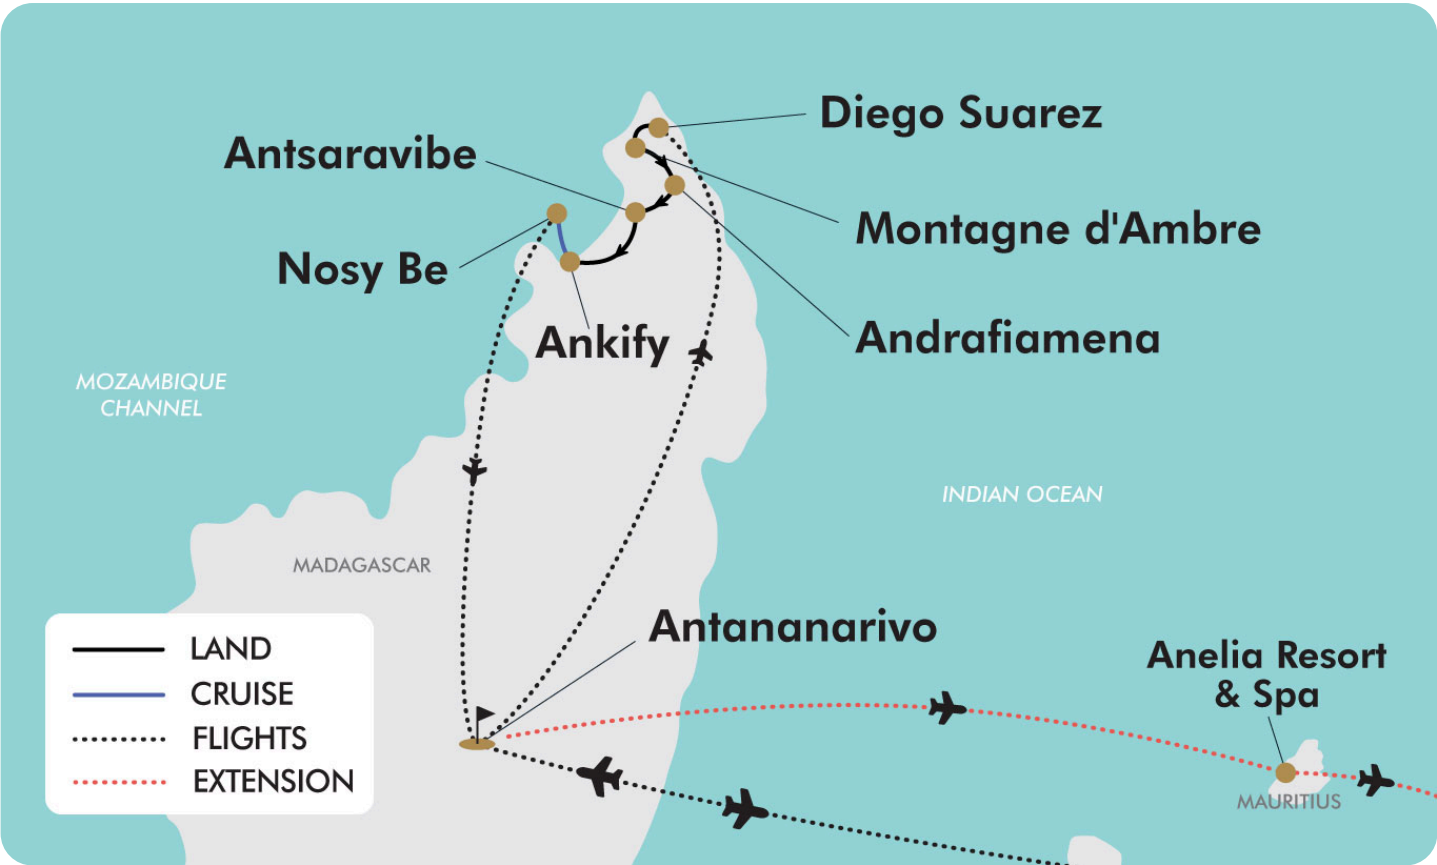 Diego Suarez
Antsaravibe
Montagne d'Ambre
Nosy Be
Ankify
Andrafiamena
MOZAMBIQUE
CHANNEL
INDIAN OCEAN
MADAGASCAR
Antananarivo
LAND
CRUISE
FLIGHTS
EXTENSION
Anelia Resort
& Spa
MAURITIUS